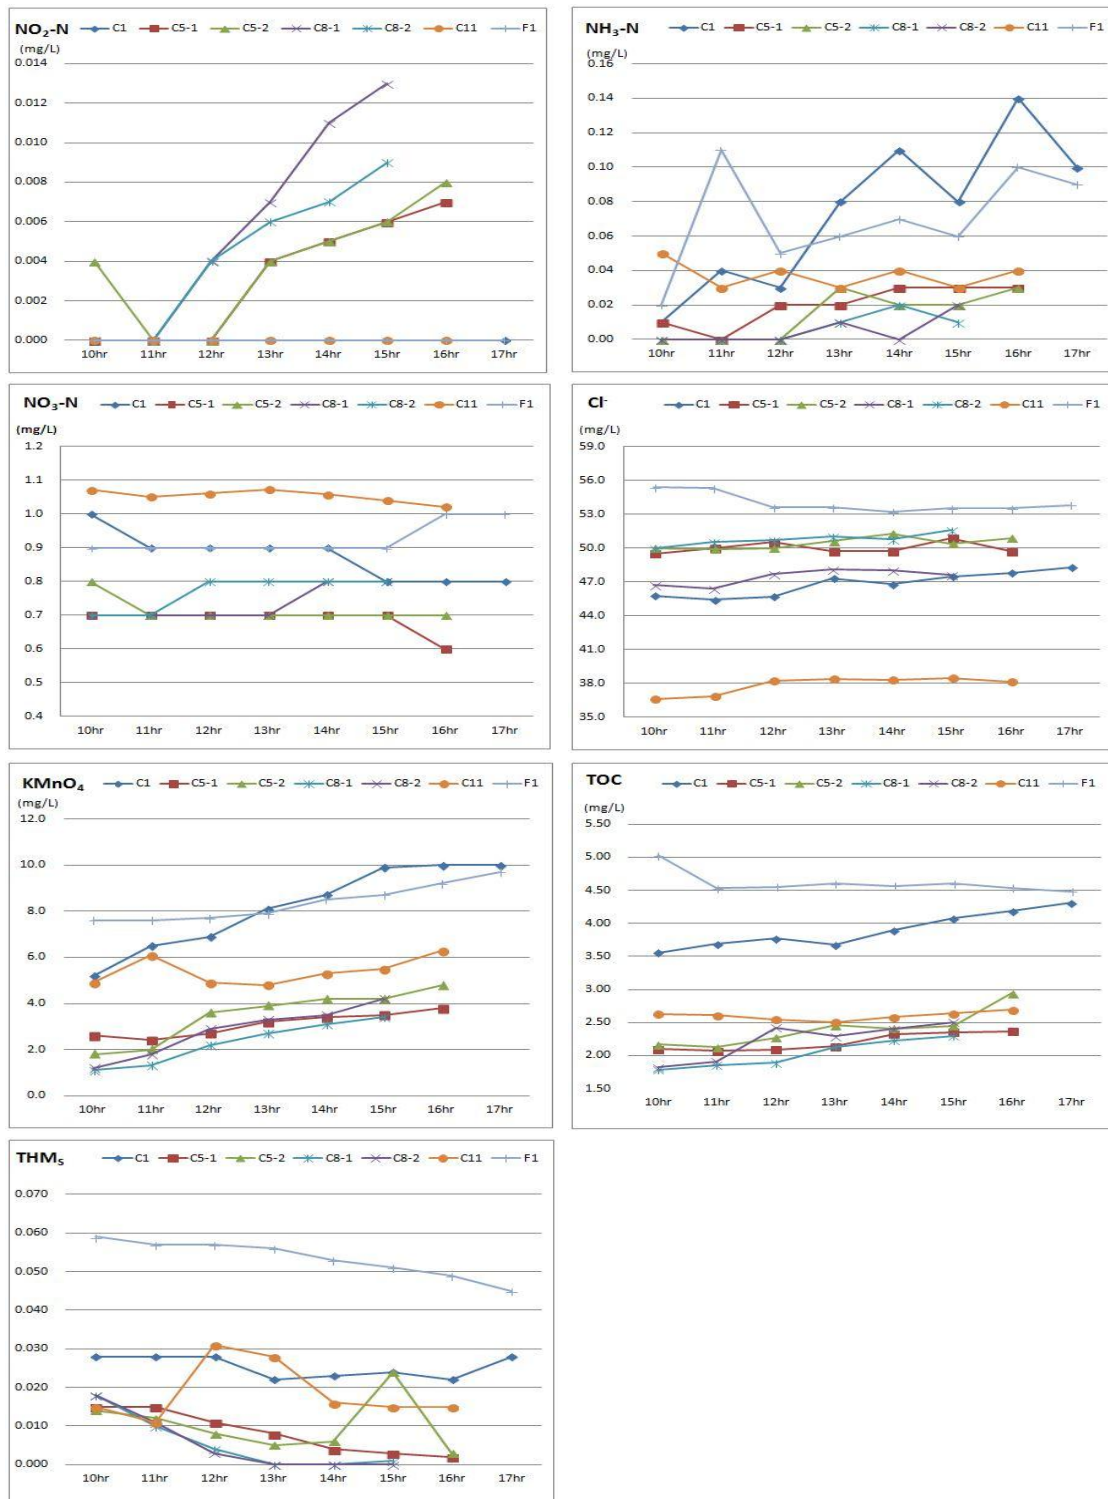 NO₂-N C1 C5-1 C5-2 C8-1 C8-2 C11 F1
(mg/L)
0.014
0.012
0.010
0.008
0.006
0.004
0.002
0.000
10hr 11hr 12hr 13hr 14hr 15hr 16hr 17hr
NH₃-N C1 C5-1 C5-2 C8-1 C8-2 C11 F1
(mg/L)
0.16
0.14
0.12
0.10
0.08
0.06
0.04
0.02
0.00
10hr 11hr 12hr 13hr 14hr 15hr 16hr 17hr
NO₃-N C1 C5-1 C5-2 C8-1 C8-2 C11 F1
(mg/L)
1.2
1.1
1.0
0.9
0.8
0.7
0.6
0.5
0.4
10hr 11hr 12hr 13hr 14hr 15hr 16hr 17hr
Cl⁻ C1 C5-1 C5-2 C8-1 C8-2 C11 F1
(mg/L)
59.0
56.0
53.0
50.0
47.0
44.0
41.0
38.0
35.0
10hr 11hr 12hr 13hr 14hr 15hr 16hr 17hr
KMnO₄ C1 C5-1 C5-2 C8-1 C8-2 C11 F1
(mg/L)
12.0
10.0
8.0
6.0
4.0
2.0
0.0
10hr 11hr 12hr 13hr 14hr 15hr 16hr 17hr
TOC C1 C5-1 C5-2 C8-1 C8-2 C11 F1
(mg/L)
5.50
5.00
4.50
4.00
3.50
3.00
2.50
2.00
1.50
10hr 11hr 12hr 13hr 14hr 15hr 16hr 17hr
THM₅ C1 C5-1 C5-2 C8-1 C8-2 C11 F1
0.070
0.060
0.050
0.040
0.030
0.020
0.010
0.000
10hr 11hr 12hr 13hr 14hr 15hr 16hr 17hr